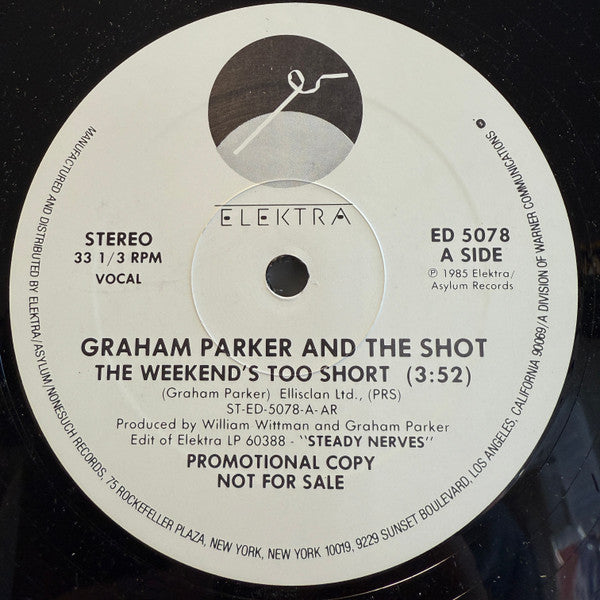 ELEKTRA
STEREO
33 1/3 RPM
VOCAL
ED 5078
A SIDE
℗ 1985 Elektra/
Asylum Records
GRAHAM PARKER AND THE SHOT
THE WEEKEND'S TOO SHORT (3:52)
(Graham Parker) Ellisclan Ltd., (PRS)
ST-ED-5078-A-AR
Produced by William Wittman and Graham Parker
Edit of Elektra LP 60388 - "STEADY NERVES"
PROMOTIONAL COPY
NOT FOR SALE
MANUFACTURED AND DISTRIBUTED BY ELEKTRA/ASYLUM/NONESUCH RECORDS, 75 ROCKEFELLER PLAZA, NEW YORK, NEW YORK 10019, 9229 SUNSET BOULEVARD, LOS ANGELES, CALIFORNIA 90069/A DIVISION OF WARNER COMMUNICATIONS